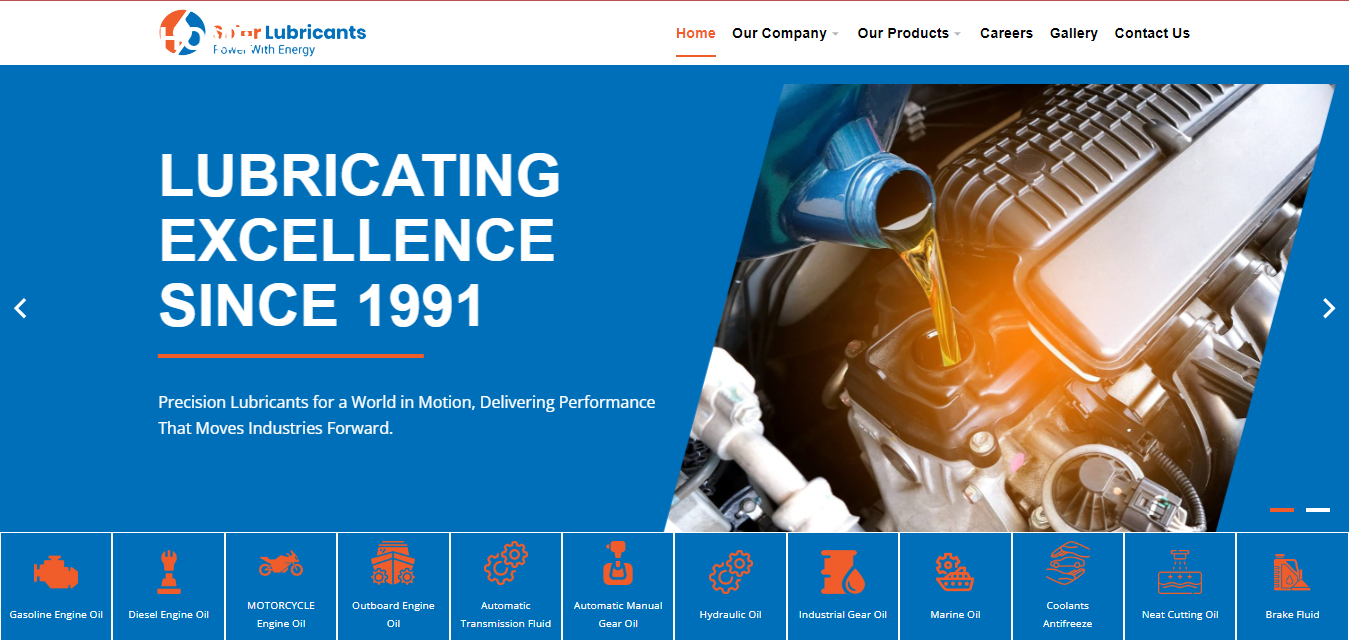 Solar Lubricants
Power With Energy
Home Our Company Our Products Careers Gallery Contact Us
LUBRICATING
EXCELLENCE
SINCE 1991
Precision Lubricants for a World in Motion, Delivering Performance
That Moves Industries Forward.
Gasoline Engine Oil
Diesel Engine Oil
MOTORCYCLE
Engine Oil
Outboard Engine
Oil
Automatic
Transmission Fluid
Automatic Manual
Gear Oil
Hydraulic Oil
Industrial Gear Oil
Marine Oil
Coolants
Antifreeze
Neat Cutting Oil
Brake Fluid